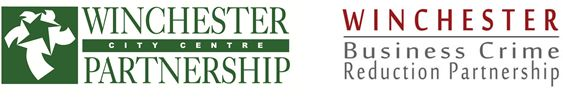 WINCHESTER
CITY CENTRE
PARTNERSHIP
WINCHESTER
Business Crime
Reduction Partnership